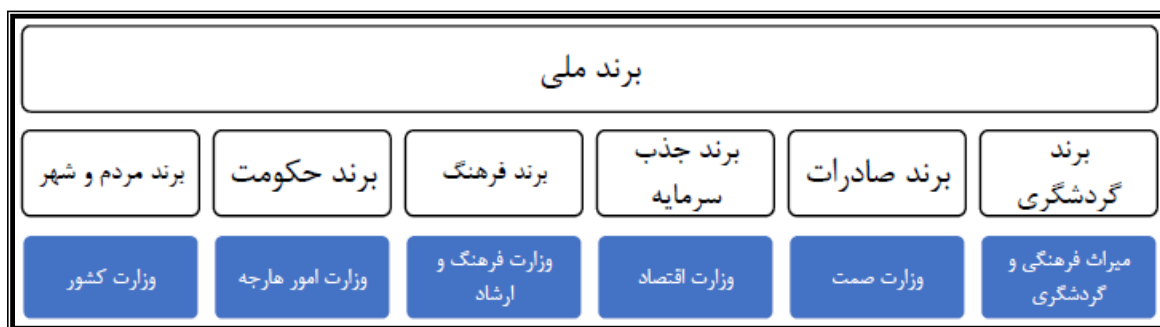 برند ملی
برند
گردشگری
برند صادرات
برند جذب
سرمایه
برند فرهنگ
برند حکومت
برند مردم و شهر
میراث فرهنگی و
گردشگری
وزارت صمت
وزارت اقتصاد
وزارت فرهنگ و
ارشاد
وزارت امور هارجه
وزارت کشور